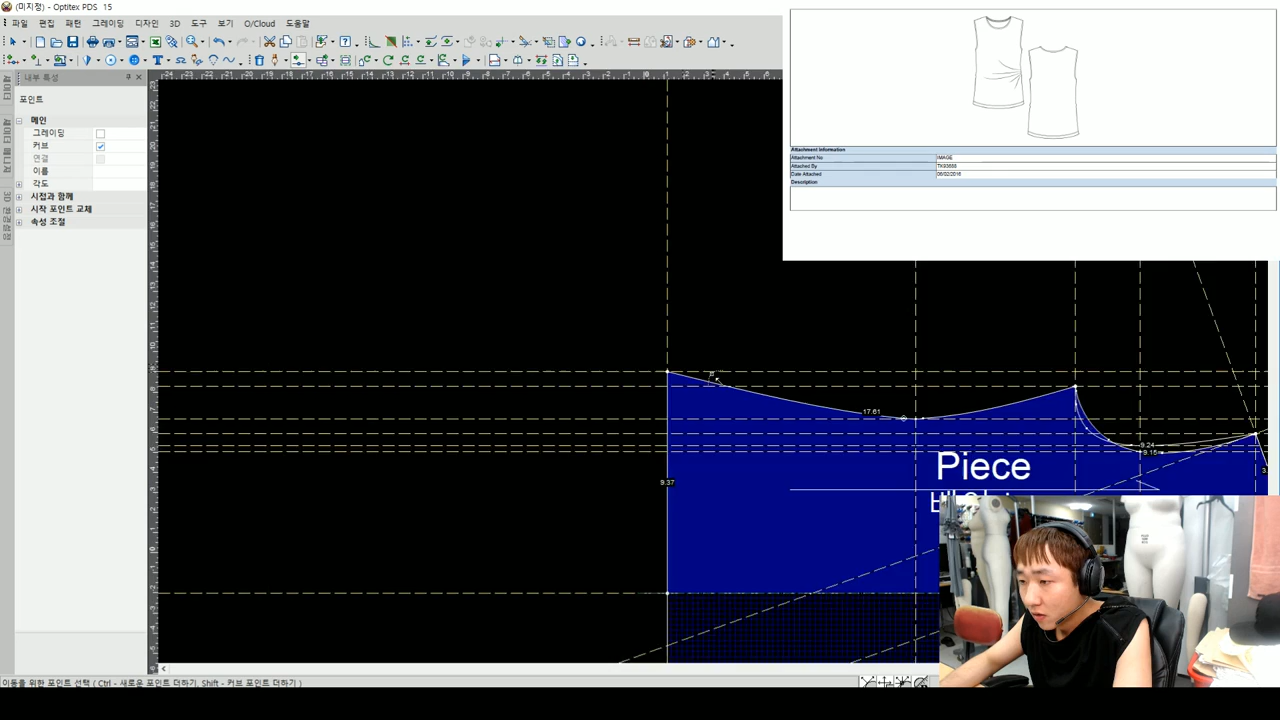 (미지정) - Optitex PDS 15
파일 편집 패턴 그레이딩 디자인 3D 도구 보기 O/Cloud 도움말
내부 특성
포인트
메인
그레이딩
커브
연결
이름
각도
시접과 함께
시작 포인트 교체
속성 조절
Attachment Information
Attachment No IMAGE
Attached By
Date Attached 06/02/2016
Description
17.61
9.24
9.15
9.37
Piece
이동을 위한 포인트 선택 ( Ctrl - 새로운 포인트 더하기, Shift - 커브 포인트 더하기 )